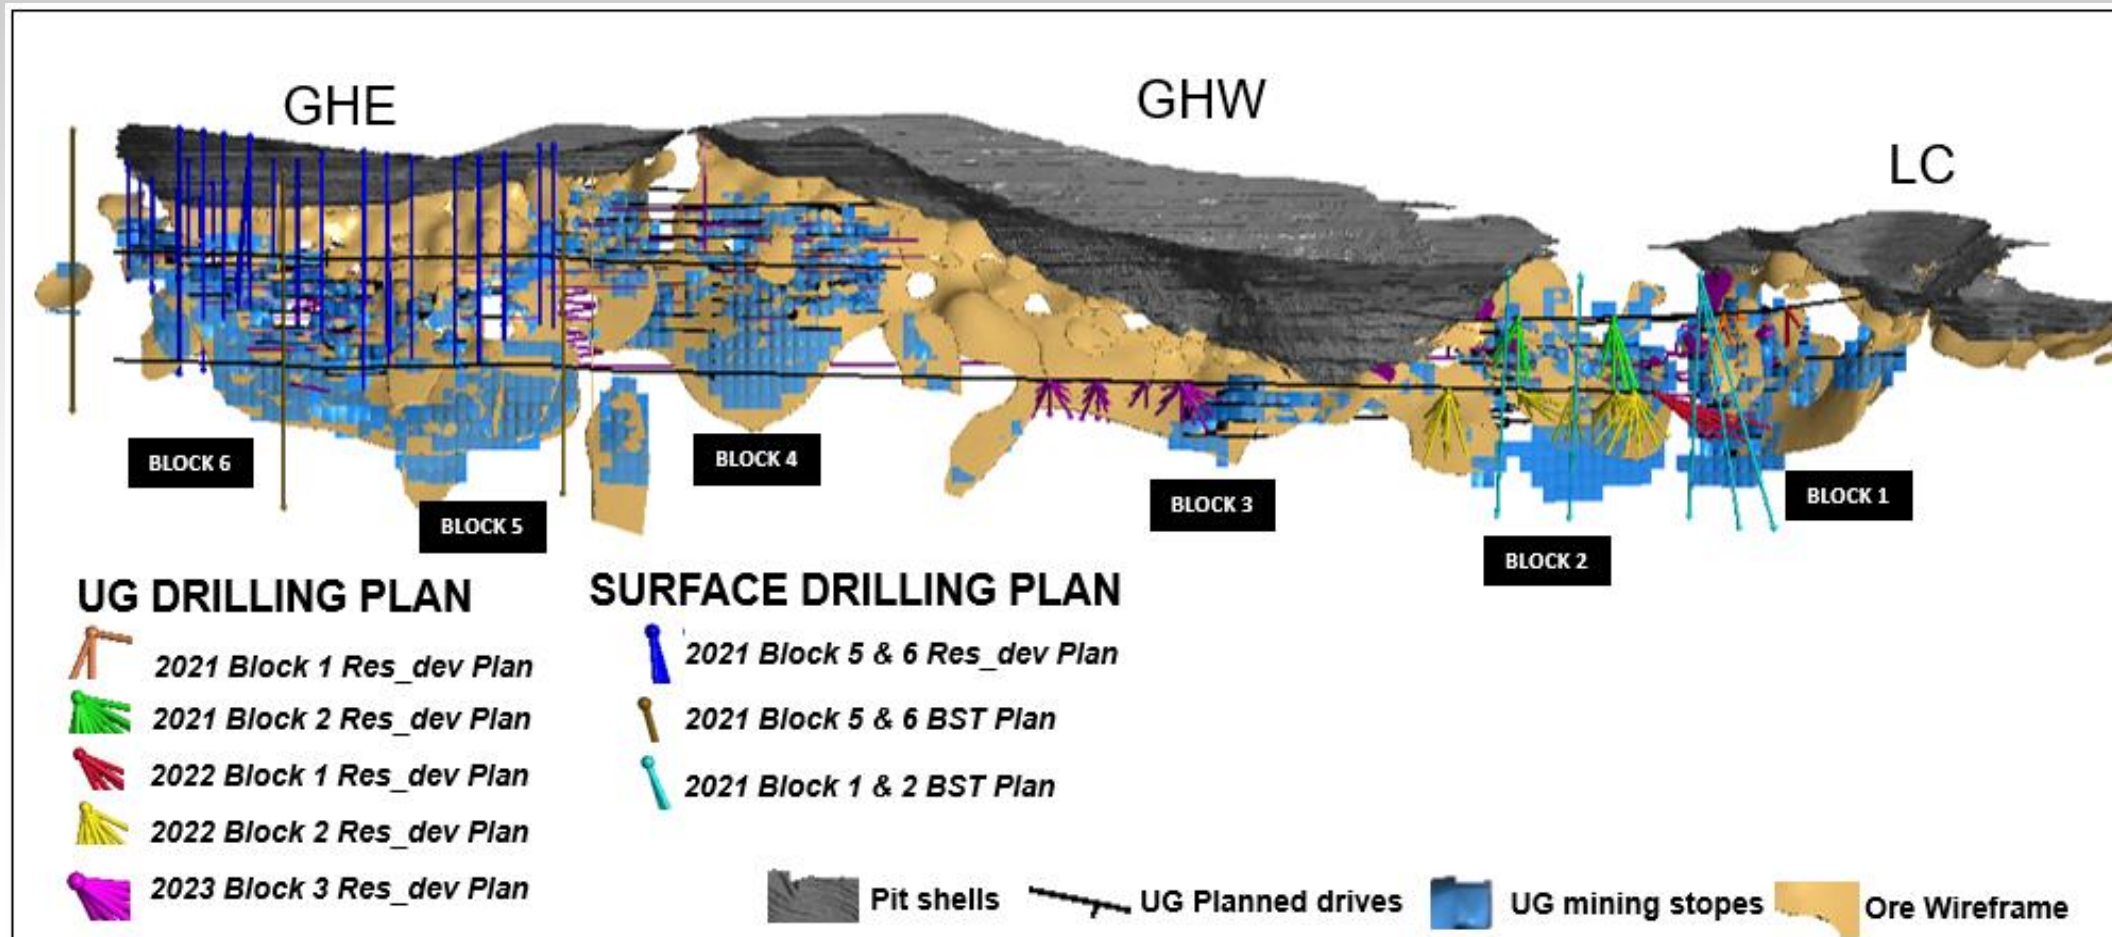 GHE
GHW
LC
BLOCK 6
BLOCK 5
BLOCK 4
BLOCK 3
BLOCK 2
BLOCK 1
UG DRILLING PLAN
2021 Block 1 Res_dev Plan
2021 Block 2 Res_dev Plan
2022 Block 1 Res_dev Plan
2022 Block 2 Res_dev Plan
2023 Block 3 Res_dev Plan
SURFACE DRILLING PLAN
2021 Block 5 & 6 Res_dev Plan
2021 Block 5 & 6 BST Plan
2021 Block 1 & 2 BST Plan
Pit shells
UG Planned drives
UG mining stopes
Ore Wireframe